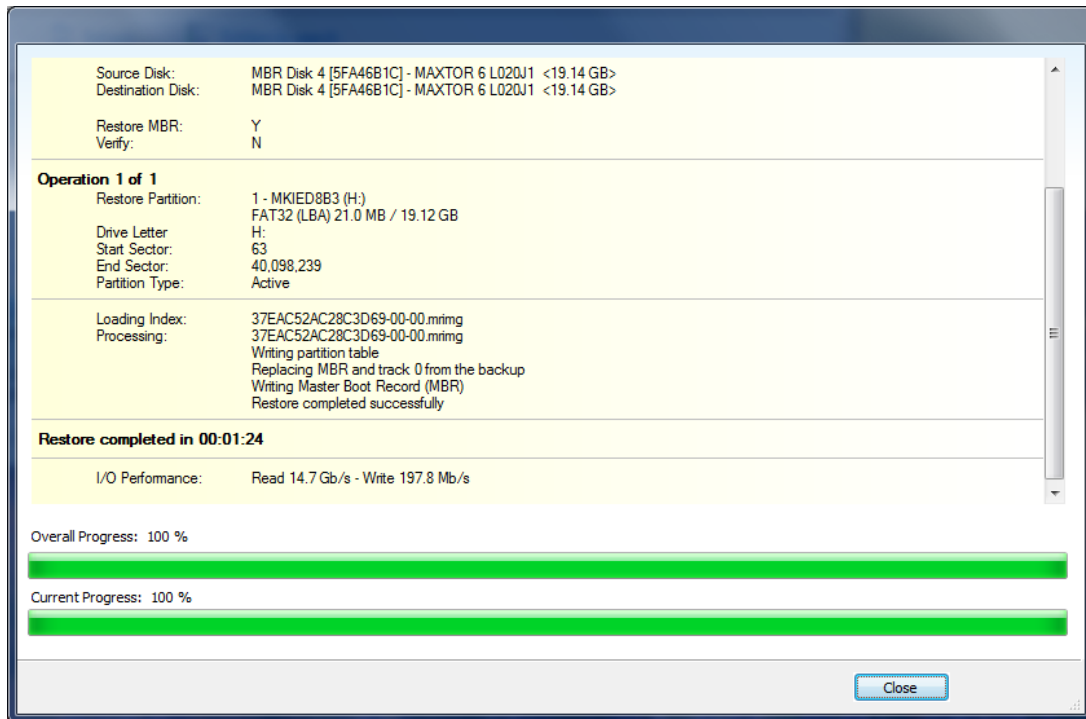 Source Disk: MBR Disk 4 [5FA46B1C] - MAXTOR 6 L020J1 <19.14 GB>
Destination Disk: MBR Disk 4 [5FA46B1C] - MAXTOR 6 L020J1 <19.14 GB>
Restore MBR: Y
Verify: N
Operation 1 of 1
Restore Partition: 1 - MKIED8B3 (H:)
FAT32 (LBA) 21.0 MB / 19.12 GB
Drive Letter H:
Start Sector: 63
End Sector: 40,098,239
Partition Type: Active
Loading Index: 37EAC52AC28C3D69-00-00.mrimg
Processing: 37EAC52AC28C3D69-00-00.mrimg
Writing partition table
Replacing MBR and track 0 from the backup
Writing Master Boot Record (MBR)
Restore completed successfully
Restore completed in 00:01:24
I/O Performance: Read 14.7 Gb/s - Write 197.8 Mb/s
Overall Progress: 100 %
Current Progress: 100 %
Close